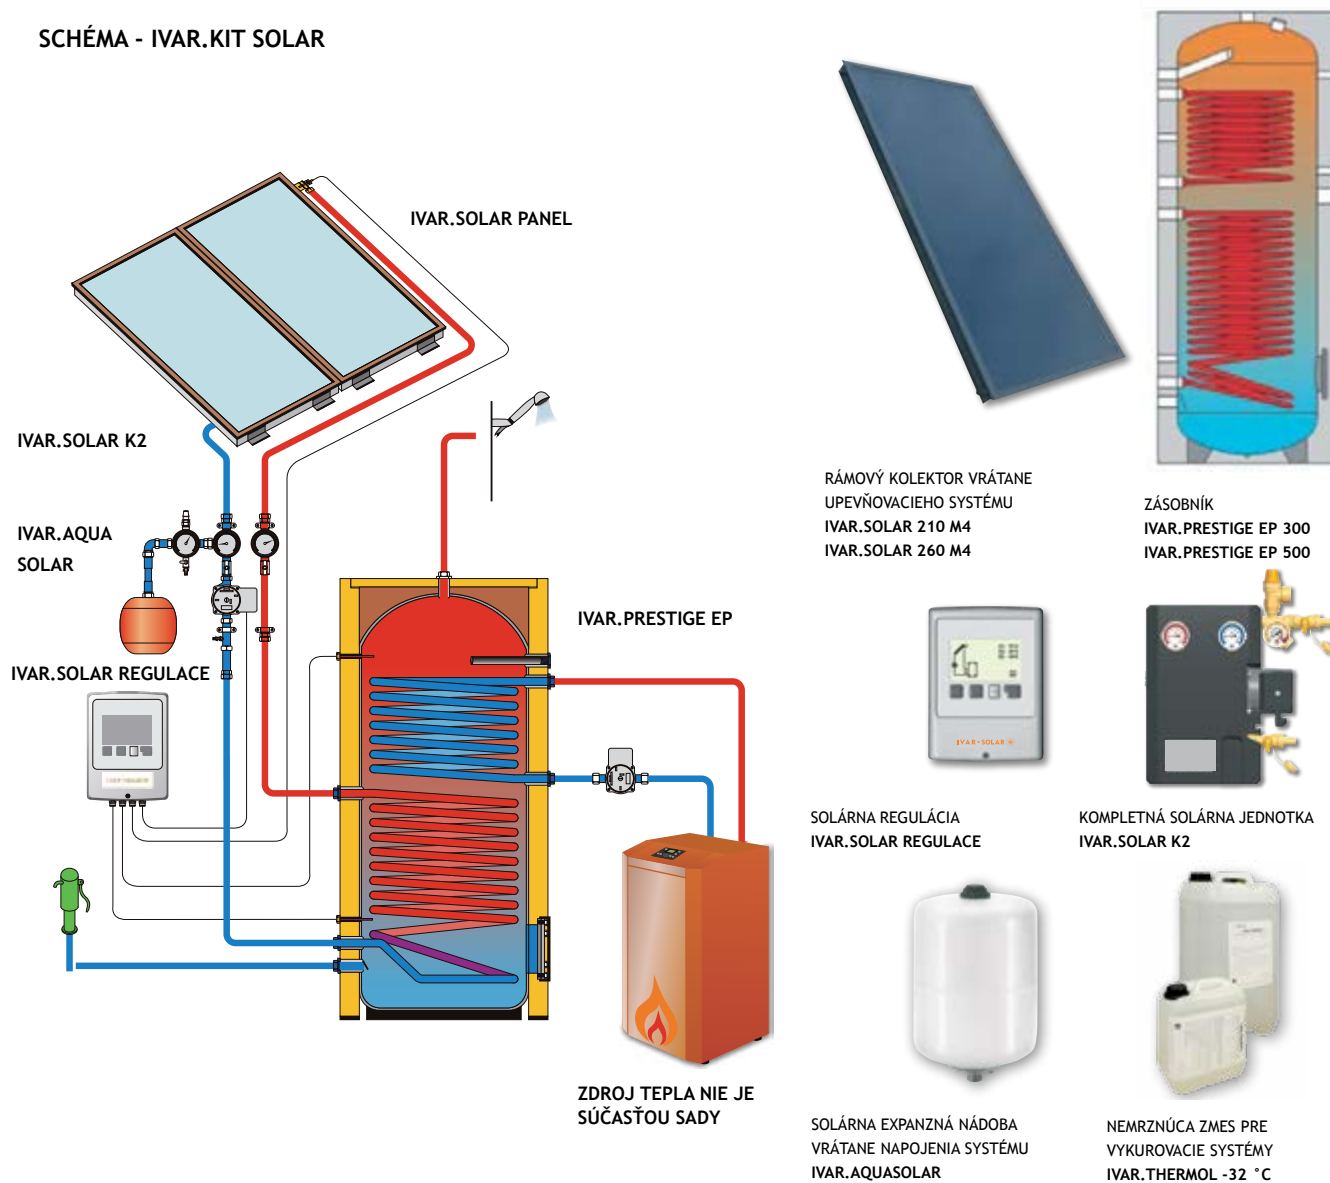 SCHÉMA - IVAR.KIT SOLAR
IVAR.SOLAR PANEL
IVAR.SOLAR K2
IVAR.AQUA
SOLAR
IVAR.SOLAR REGULACE
IVAR.PRESTIGE EP
ZDROJ TEPLA NIE JE
SÚČASŤOU SADY
RÁMOVÝ KOLEKTOR VRÁTANE
UPEVŇOVACIEHO SYSTÉMU
IVAR.SOLAR 210 M4
IVAR.SOLAR 260 M4
ZÁSOBNÍK
IVAR.PRESTIGE EP 300
IVAR.PRESTIGE EP 500
IVAR·SOLAR
SOLÁRNA REGULÁCIA
IVAR.SOLAR REGULACE
KOMPLETNÁ SOLÁRNA JEDNOTKA
IVAR.SOLAR K2
SOLÁRNA EXPANZNÁ NÁDOBA
VRÁTANE NAPOJENIA SYSTÉMU
IVAR.AQUASOLAR
NEMRZNÚCA ZMES PRE
VYKUROVACIE SYSTÉMY
IVAR.THERMOL -32 °C